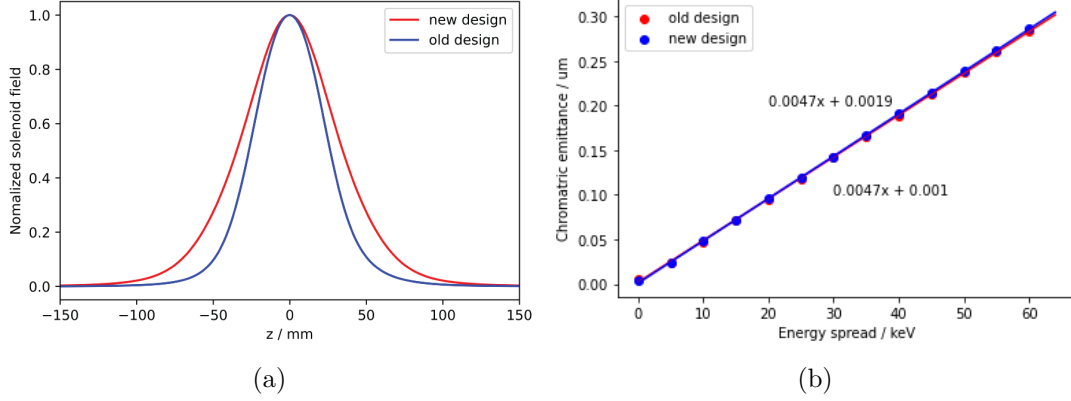 1.0
0.8
0.6
0.4
0.2
0.0
Nomalized solenoid field
new design
old design
−150
−100
−50
0
50
100
150
z / mm
(a)
0.30
0.25
0.20
0.15
0.10
0.05
0.00
Chromatric emittance / um
old design
new design
0.0047x + 0.0019
0.0047x + 0.001
0
10
20
30
40
50
60
Energy spread / keV
(b)